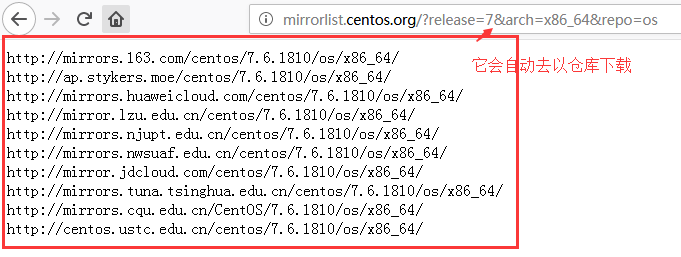 mirrorlist.centos.org/?release=7&arch=x86_64&repo=os
http://mirrors.163.com/centos/7.6.1810/os/x86_64/
它会自动去以仓库下载
http://ap.stykers.moe/centos/7.6.1810/os/x86_64/
http://mirrors.huaweicloud.com/centos/7.6.1810/os/x86_64/
http://mirror.lzu.edu.cn/centos/7.6.1810/os/x86_64/
http://mirrors.njupt.edu.cn/centos/7.6.1810/os/x86_64/
http://mirrors.nwsuaf.edu.cn/centos/7.6.1810/os/x86_64/
http://mirror.jdcloud.com/centos/7.6.1810/os/x86_64/
http://mirrors.tuna.tsinghua.edu.cn/centos/7.6.1810/os/x86_64/
http://mirrors.cqu.edu.cn/CentOS/7.6.1810/os/x86_64/
http://centos.ustc.edu.cn/centos/7.6.1810/os/x86_64/